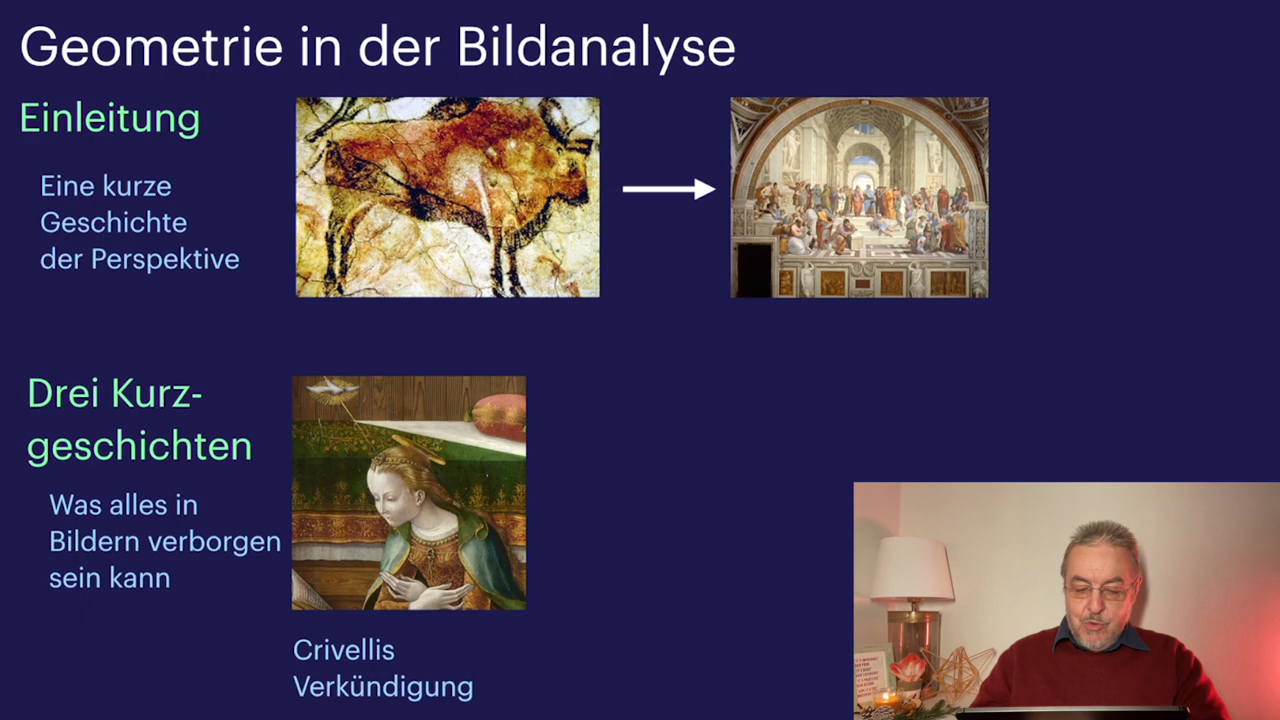 Geometrie in der Bildanalyse
Einleitung
Eine kurze
Geschichte
der Perspektive
Drei Kurz-
geschichten
Was alles in
Bildern verborgen
sein kann
Crivellis
Verkündigung